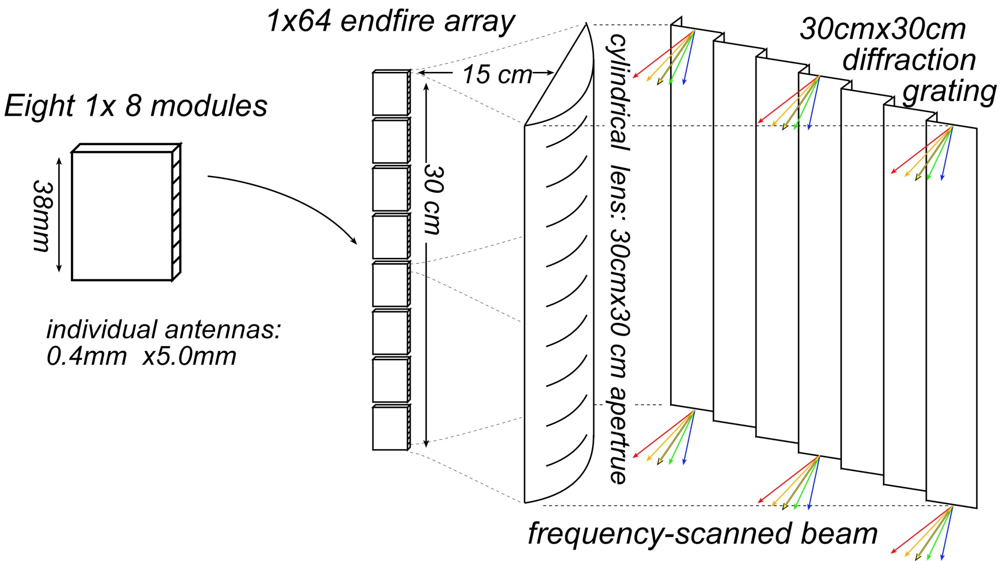 1x64 endfire array
Eight 1x 8 modules
38mm
individual antennas:
0.4mm x5.0mm
15 cm
30 cm
cylindrical lens: 30cmx30 cm apertrue
30cmx30cm
diffraction
grating
frequency-scanned beam